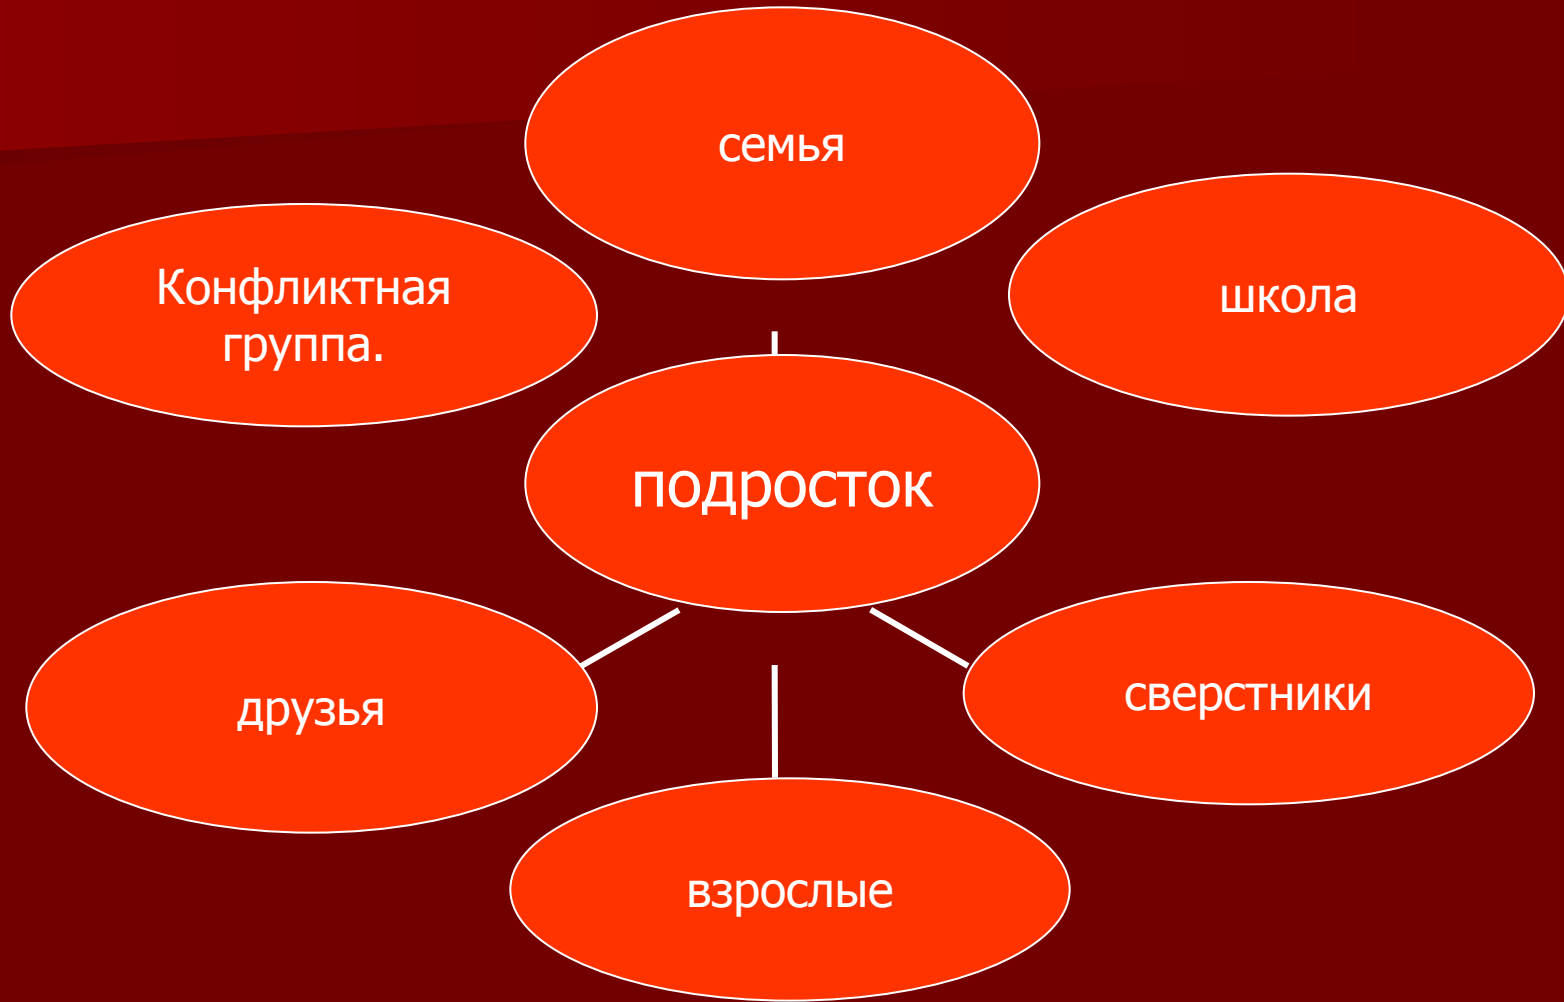 семья
Конфликтная
группа.
школа
подросток
друзья
сверстники
взрослые